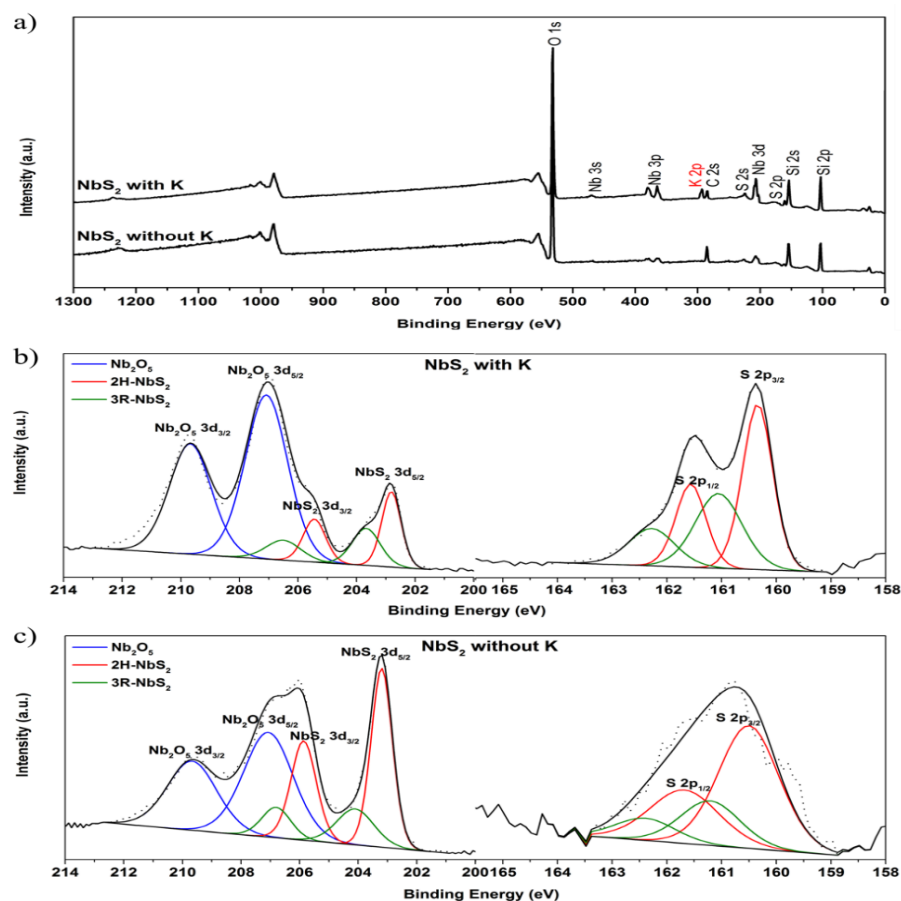 a)
Intensity (a.u.)
NbS₂ with K
NbS₂ without K
O 1s
Nb 3s
Nb 3p
K 2p
C 2s
S 2s
S 2p
Nb 3d
Si 2s
Si 2p
1300 1200 1100 1000 900 800 700 600 500 400 300 200 100 0
Binding Energy (eV)
b)
Intensity (a.u.)
NbS₂ with K
Nb₂O₅
2H-NbS₂
3R-NbS₂
Nb₂O₅ 3d₃/₂
Nb₂O₅ 3d₅/₂
NbS₂ 3d₃/₂
NbS₂ 3d₅/₂
S 2p₁/₂
S 2p₃/₂
214 212 210 208 206 204 202 200 165 164 163 162 161 160 159 158
Binding Energy (eV) Binding Energy (eV)
c)
Intensity (a.u.)
NbS₂ without K
Nb₂O₅
2H-NbS₂
3R-NbS₂
Nb₂O₅ 3d₃/₂
Nb₂O₅ 3d₅/₂
NbS₂ 3d₃/₂
NbS₂ 3d₅/₂
S 2p₁/₂
S 2p₃/₂
214 212 210 208 206 204 202 200 165 164 163 162 161 160 159 158
Binding Energy (eV) Binding Energy (eV)